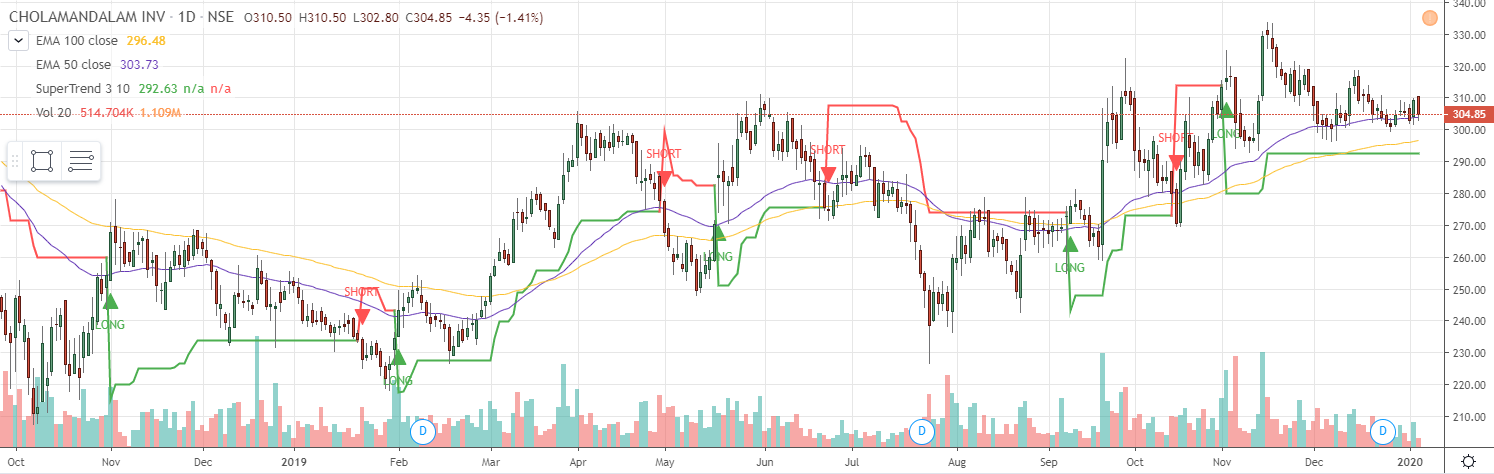 CHOLAMANDALAM INV · 1D · NSE O310.50 H310.50 L302.80 C304.85 −4.35 (−1.41%)
EMA 100 close 296.48
EMA 50 close 303.73
SuperTrend 3 10 292.63 n/a n/a
Vol 20 514.704K 1.109M
340.00
330.00
320.00
310.00
304.85
300.00
290.00
280.00
270.00
260.00
250.00
240.00
230.00
220.00
210.00
LONG
SHORT
LONG
SHORT
LONG
SHORT
LONG
SHORT
LONG
D
D
D
Oct Nov Dec 2019 Feb Mar Apr May Jun Jul Aug Sep Oct Nov Dec 2020